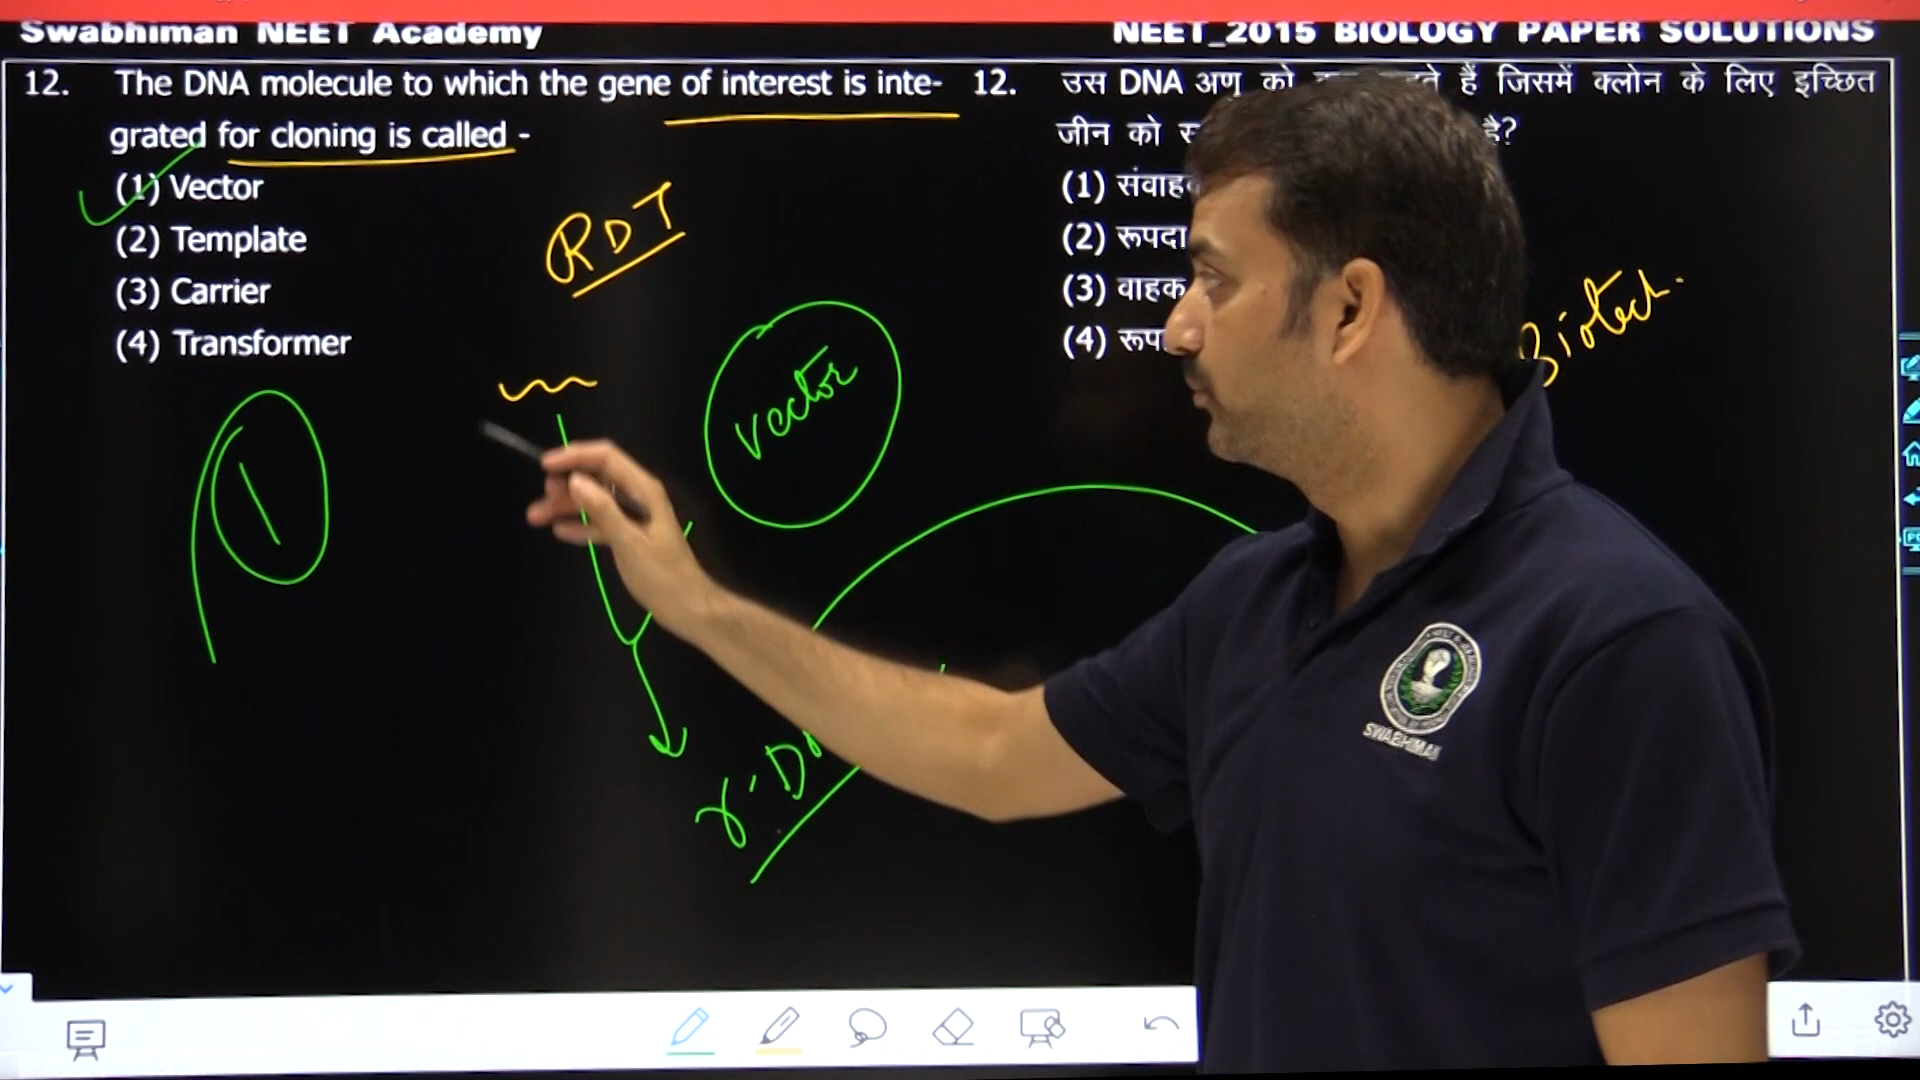 Swabhiman NEET Academy
NEET_2015 BIOLOGY PAPER SOLUTIONS
12. The DNA molecule to which the gene of interest is inte-
grated for cloning is called -
(1) Vector
(2) Template
(3) Carrier
(4) Transformer
12. उस DNA अणु को हैं जिसमें क्लोन के लिए इच्छित
जीन को है?
(1)
(2)
(3) वाहक
(4)
RDT
vector
Biotech.
1
SWABHIMAN